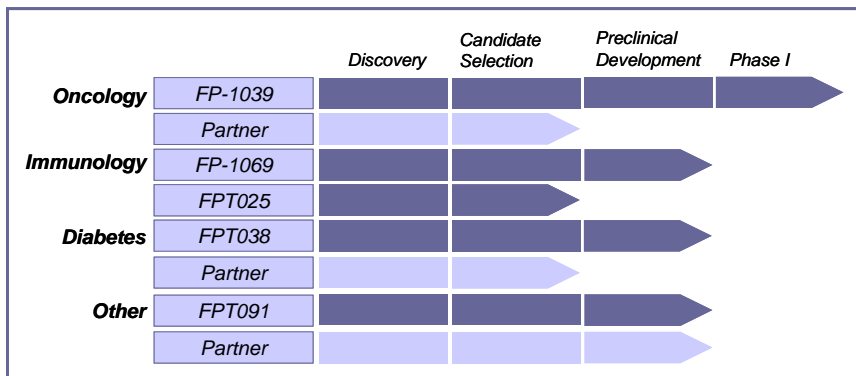 Discovery
Candidate
Selection
Preclinical
Development
Phase I
Oncology
FP-1039
Partner
Immunology
FP-1069
FPT025
Diabetes
FPT038
Partner
Other
FPT091
Partner